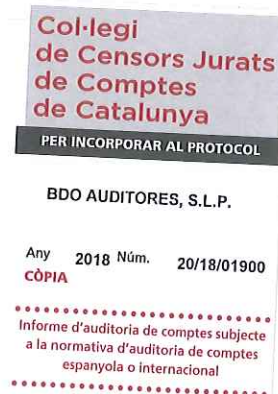 Col·legi
de Censors Jurats
de Comptes
de Catalunya
PER INCORPORAR AL PROTOCOL
BDO AUDITORES, S.L.P.
Any 2018 Núm. 20/18/01900
CÒPIA
Informe d'auditoria de comptes subjecte
a la normativa d'auditoria de comptes
espanyola o internacional